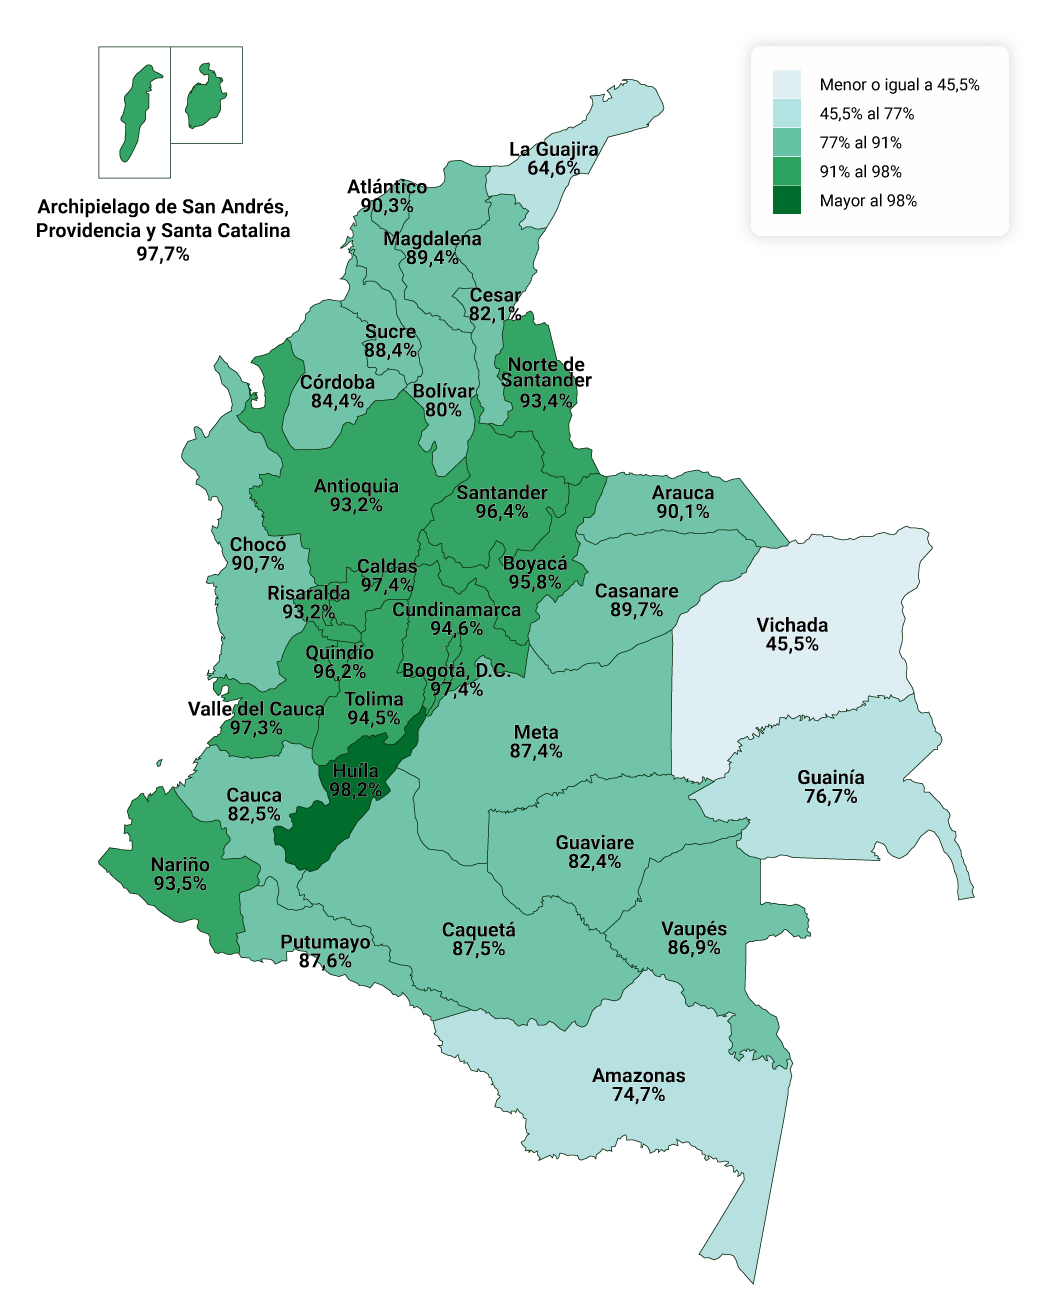 Menor o igual a 45,5%
45,5% al 77%
77% al 91%
91% al 98%
Mayor al 98%
Archipielago de San Andrés,
Providencia y Santa Catalina
97,7%
La Guajira
64,6%
Atlántico
90,3%
Magdalena
89,4%
Cesar
82,1%
Sucre
88,4%
Norte de
Santander
93,4%
Córdoba
84,4%
Bolívar
80%
Antioquia
93,2%
Santander
96,4%
Arauca
90,1%
Chocó
90,7%
Caldas
97,4%
Boyacá
95,8%
Risaralda
93,2%
Cundinamarca
94,6%
Casanare
89,7%
Vichada
45,5%
Quindío
96,2%
Bogotá, D.C.
97,4%
Tolima
94,5%
Valle del Cauca
97,3%
Meta
87,4%
Huíla
98,2%
Guainía
76,7%
Cauca
82,5%
Guaviare
82,4%
Nariño
93,5%
Caquetá
87,5%
Vaupés
86,9%
Putumayo
87,6%
Amazonas
74,7%